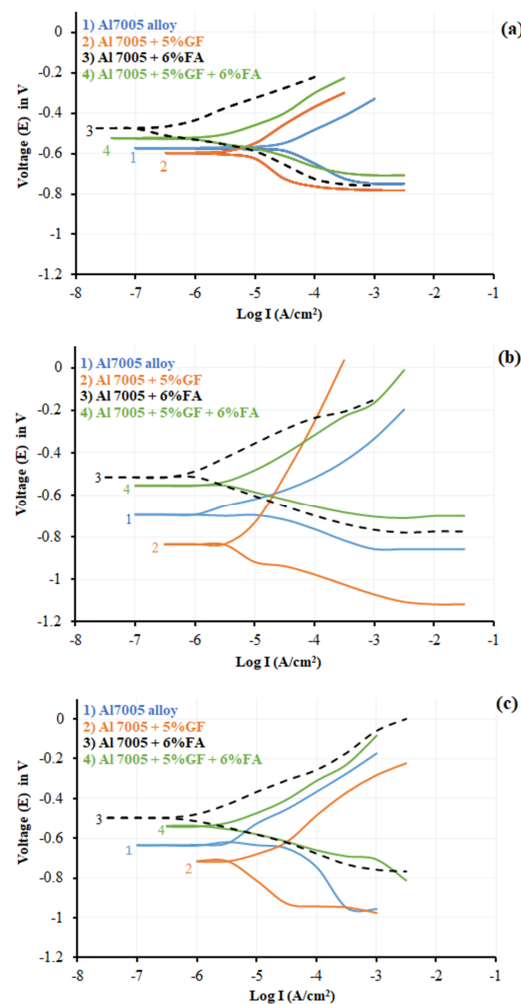 (a)
1) Al7005 alloy
2) Al 7005 + 5%GF
3) Al 7005 + 6%FA
4) Al 7005 + 5%GF + 6%FA
0
-0.2
-0.4
-0.6
-0.8
-1
-1.2
Voltage (E) in V
3
4
1
2
-8 -7 -6 -5 -4 -3 -2 -1
Log I (A/cm²)
(b)
1) Al7005 alloy
2) Al 7005 + 5%GF
3) Al 7005 + 6%FA
4) Al 7005 + 5%GF + 6%FA
0
-0.2
-0.4
-0.6
-0.8
-1
-1.2
Voltage (E) in V
3
4
1
2
-8 -7 -6 -5 -4 -3 -2 -1
Log I (A/cm²)
(c)
1) Al7005 alloy
2) Al 7005 + 5%GF
3) Al 7005 + 6%FA
4) Al 7005 + 5%GF + 6%FA
0
-0.2
-0.4
-0.6
-0.8
-1
-1.2
Voltage (E) in V
3
4
1
2
-8 -7 -6 -5 -4 -3 -2 -1
Log I (A/cm²)